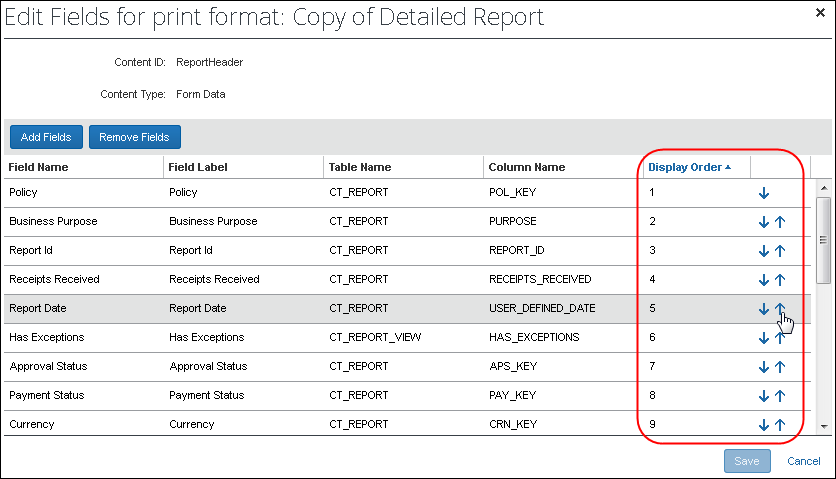 Edit Fields for print format: Copy of Detailed Report
Content ID: ReportHeader
Content Type: Form Data
Add Fields Remove Fields
Field Name Field Label Table Name Column Name Display Order
Policy Policy CT_REPORT POL_KEY 1
Business Purpose Business Purpose CT_REPORT PURPOSE 2
Report Id Report Id CT_REPORT REPORT_ID 3
Receipts Received Receipts Received CT_REPORT RECEIPTS_RECEIVED 4
Report Date Report Date CT_REPORT USER_DEFINED_DATE 5
Has Exceptions Has Exceptions CT_REPORT_VIEW HAS_EXCEPTIONS 6
Approval Status Approval Status CT_REPORT APS_KEY 7
Payment Status Payment Status CT_REPORT PAY_KEY 8
Currency Currency CT_REPORT CRN_KEY 9
Save Cancel